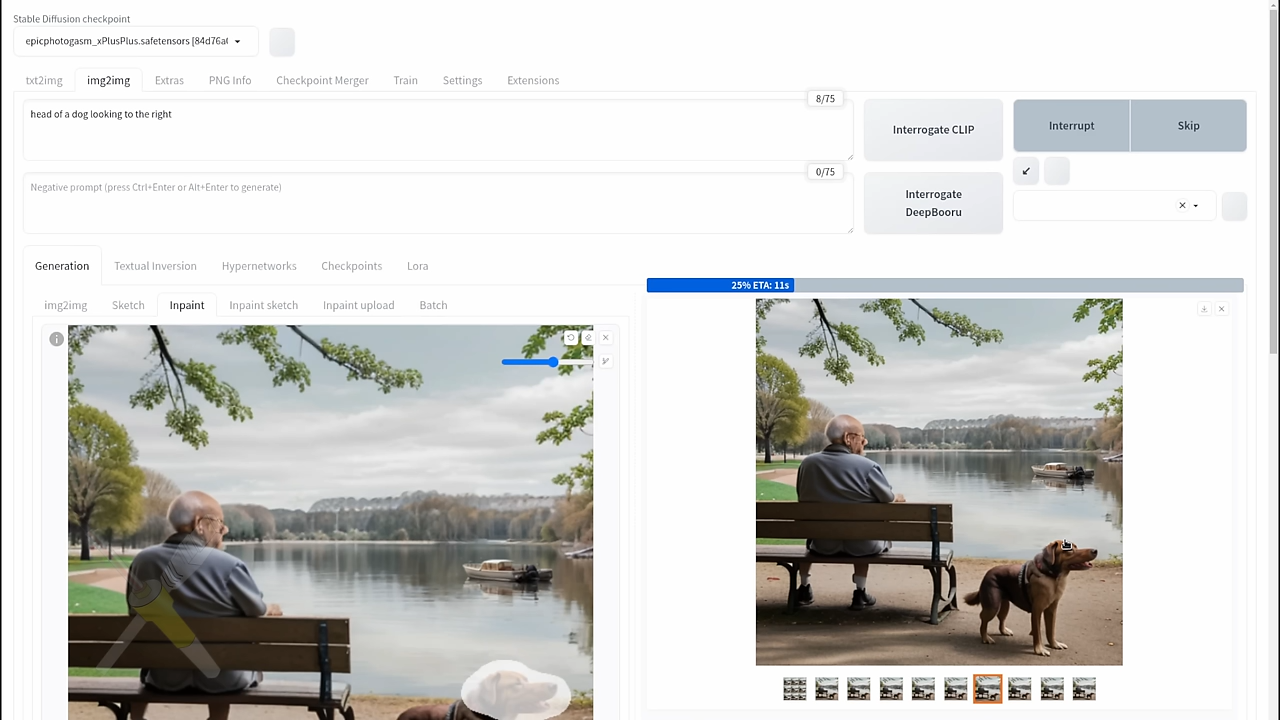 Stable Diffusion checkpoint
epicphotogasm_xPlusPlus.safetensors [84d76a
txt2img img2img Extras PNG Info Checkpoint Merger Train Settings Extensions
8/75
head of a dog looking to the right
Interrogate CLIP
Interrupt Skip
0/75
Negative prompt (press Ctrl+Enter or Alt+Enter to generate)
Interrogate
DeepBooru
Generation Textual Inversion Hypernetworks Checkpoints Lora
25% ETA: 11s
img2img Sketch Inpaint Inpaint sketch Inpaint upload Batch